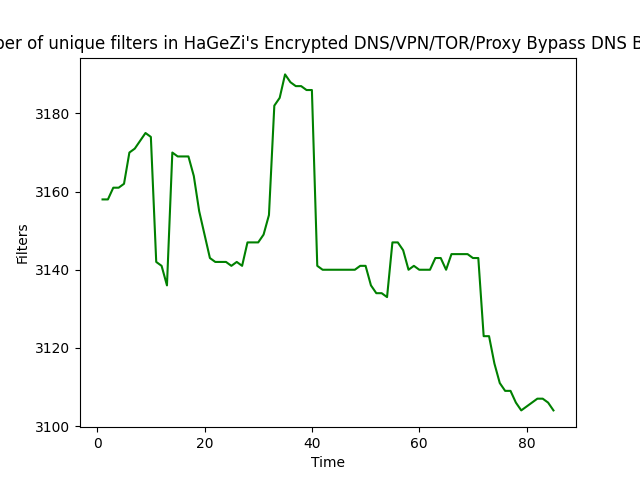 ber of unique filters in HaGeZi's Encrypted DNS/VPN/TOR/Proxy Bypass DNS B
3180
3160
3140
3120
3100
Filters
0 20 40 60 80
Time